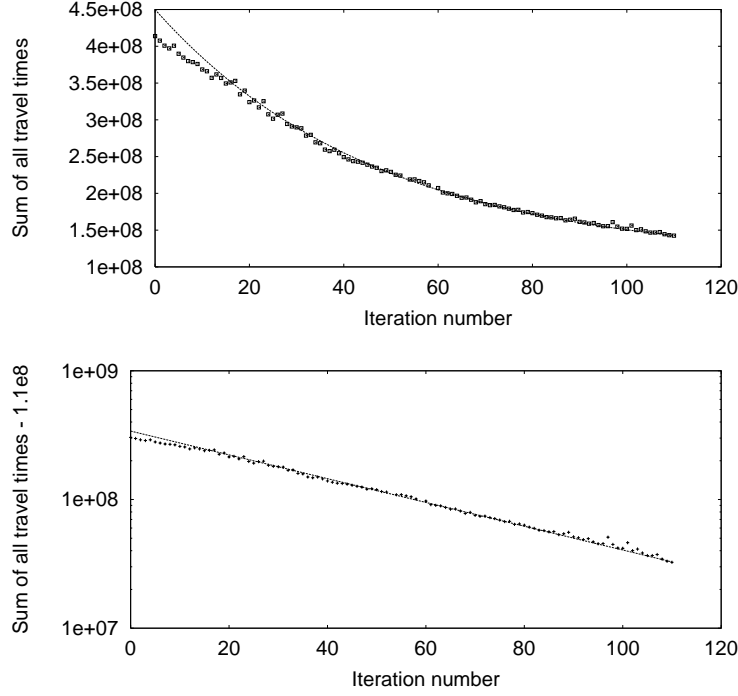 4.5e+08
4e+08
3.5e+08
3e+08
2.5e+08
2e+08
1.5e+08
1e+08
Sum of all travel times
0 20 40 60 80 100 120
Iteration number
1e+09
1e+08
1e+07
Sum of all travel times - 1.1e8
0 20 40 60 80 100 120
Iteration number